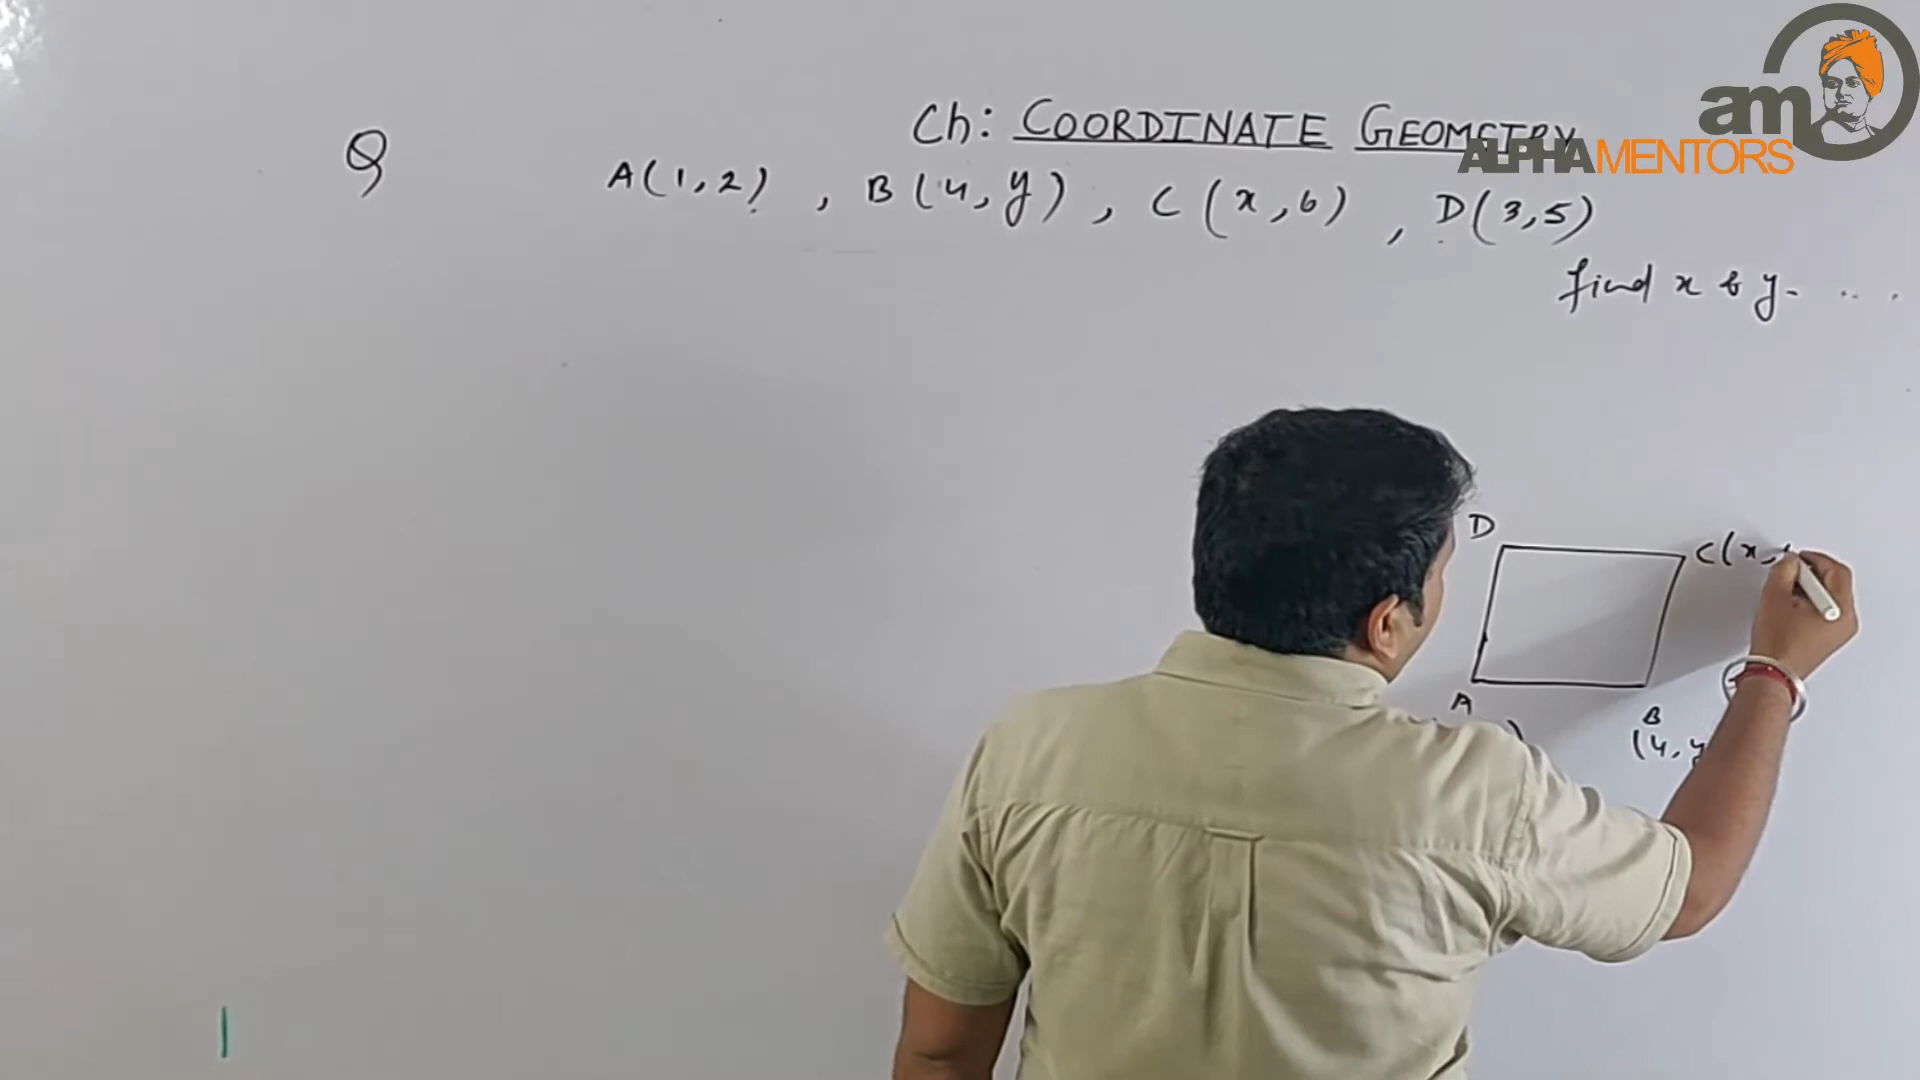 am
Ch: COORDINATE GEOMETRY
ALPHAMENTORS
Q
A(1,2) , B(4,y) , C(x,6) , D(3,5)
find x & y.
D
C(x,
A
B
(4,y